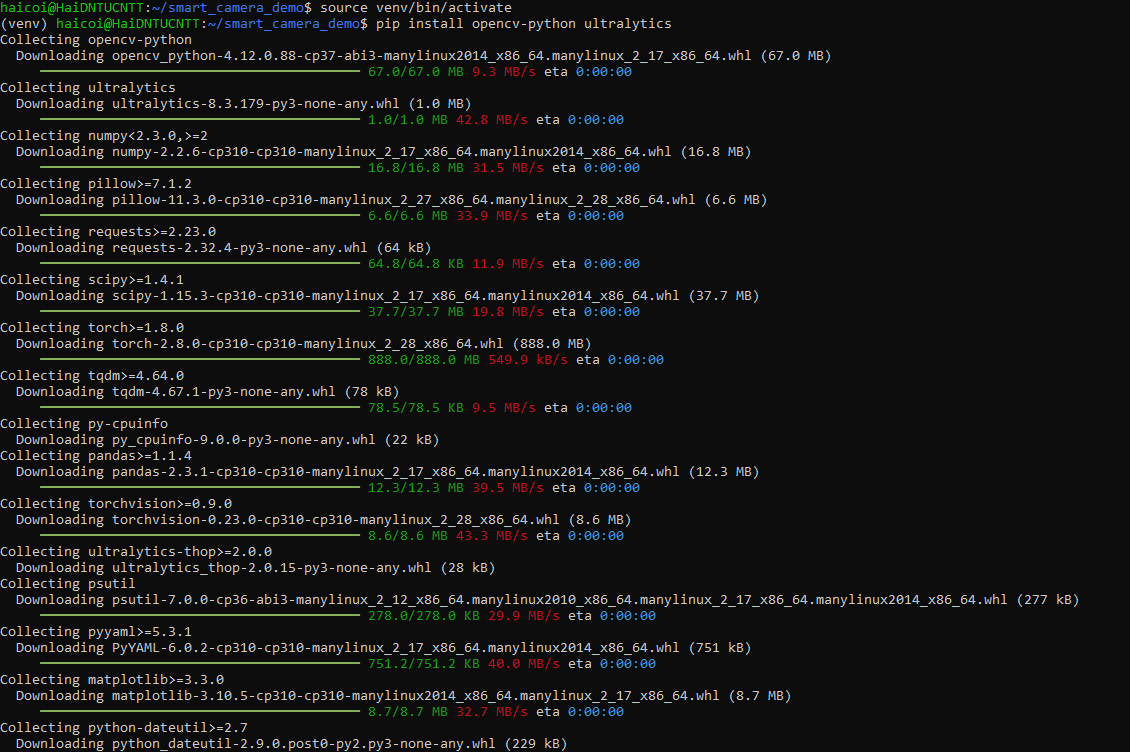 haicoi@HaiDNTUCNTT:~/smart_camera_demo$ source venv/bin/activate
(venv) haicoi@HaiDNTUCNTT:~/smart_camera_demo$ pip install opencv-python ultralytics
Collecting opencv-python
  Downloading opencv_python-4.12.0.88-cp37-abi3-manylinux2014_x86_64.manylinux_2_17_x86_64.whl (67.0 MB)
67.0/67.0 MB 9.3 MB/s eta 0:00:00
Collecting ultralytics
  Downloading ultralytics-8.3.179-py3-none-any.whl (1.0 MB)
1.0/1.0 MB 42.8 MB/s eta 0:00:00
Collecting numpy<2.3.0,>=2
  Downloading numpy-2.2.6-cp310-cp310-manylinux_2_17_x86_64.manylinux2014_x86_64.whl (16.8 MB)
16.8/16.8 MB 31.5 MB/s eta 0:00:00
Collecting pillow>=7.1.2
  Downloading pillow-11.3.0-cp310-cp310-manylinux_2_27_x86_64.manylinux_2_28_x86_64.whl (6.6 MB)
6.6/6.6 MB 33.9 MB/s eta 0:00:00
Collecting requests>=2.23.0
  Downloading requests-2.32.4-py3-none-any.whl (64 kB)
64.8/64.8 KB 11.9 MB/s eta 0:00:00
Collecting scipy>=1.4.1
  Downloading scipy-1.15.3-cp310-cp310-manylinux_2_17_x86_64.manylinux2014_x86_64.whl (37.7 MB)
37.7/37.7 MB 19.8 MB/s eta 0:00:00
Collecting torch>=1.8.0
  Downloading torch-2.8.0-cp310-cp310-manylinux_2_28_x86_64.whl (888.0 MB)
888.0/888.0 MB 549.9 kB/s eta 0:00:00
Collecting tqdm>=4.64.0
  Downloading tqdm-4.67.1-py3-none-any.whl (78 kB)
78.5/78.5 KB 9.5 MB/s eta 0:00:00
Collecting py-cpuinfo
  Downloading py_cpuinfo-9.0.0-py3-none-any.whl (22 kB)
Collecting pandas>=1.1.4
  Downloading pandas-2.3.1-cp310-cp310-manylinux_2_17_x86_64.manylinux2014_x86_64.whl (12.3 MB)
12.3/12.3 MB 39.5 MB/s eta 0:00:00
Collecting torchvision>=0.9.0
  Downloading torchvision-0.23.0-cp310-cp310-manylinux_2_28_x86_64.whl (8.6 MB)
8.6/8.6 MB 43.3 MB/s eta 0:00:00
Collecting ultralytics-thop>=2.0.0
  Downloading ultralytics_thop-2.0.15-py3-none-any.whl (28 kB)
Collecting psutil
  Downloading psutil-7.0.0-cp36-abi3-manylinux_2_12_x86_64.manylinux2010_x86_64.manylinux_2_17_x86_64.manylinux2014_x86_64.whl (277 kB)
278.0/278.0 KB 29.9 MB/s eta 0:00:00
Collecting pyyaml>=5.3.1
  Downloading PyYAML-6.0.2-cp310-cp310-manylinux_2_17_x86_64.manylinux2014_x86_64.whl (751 kB)
751.2/751.2 KB 40.0 MB/s eta 0:00:00
Collecting matplotlib>=3.3.0
  Downloading matplotlib-3.10.5-cp310-cp310-manylinux2014_x86_64.manylinux_2_17_x86_64.whl (8.7 MB)
8.7/8.7 MB 32.7 MB/s eta 0:00:00
Collecting python-dateutil>=2.7
  Downloading python_dateutil-2.9.0.post0-py2.py3-none-any.whl (229 kB)